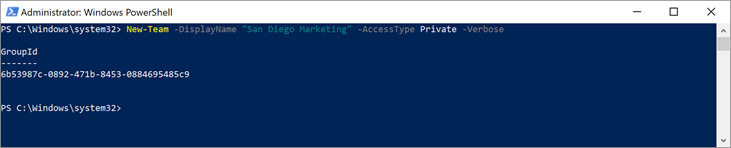 Administrator: Windows PowerShell
PS C:\Windows\system32> New-Team -DisplayName "San Diego Marketing" -AccessType Private -Verbose
GroupId
-------
6b53987c-0892-471b-8453-0884695485c9
PS C:\Windows\system32>